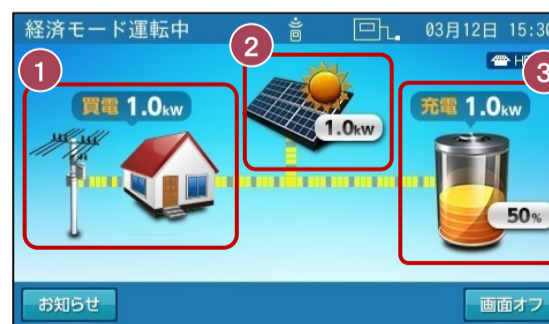 経済モード運転中 03月12日 15:30
2
1
3
買電 1.0kw
1.0kw
充電 1.0kw
50%
お知らせ
画面オフ